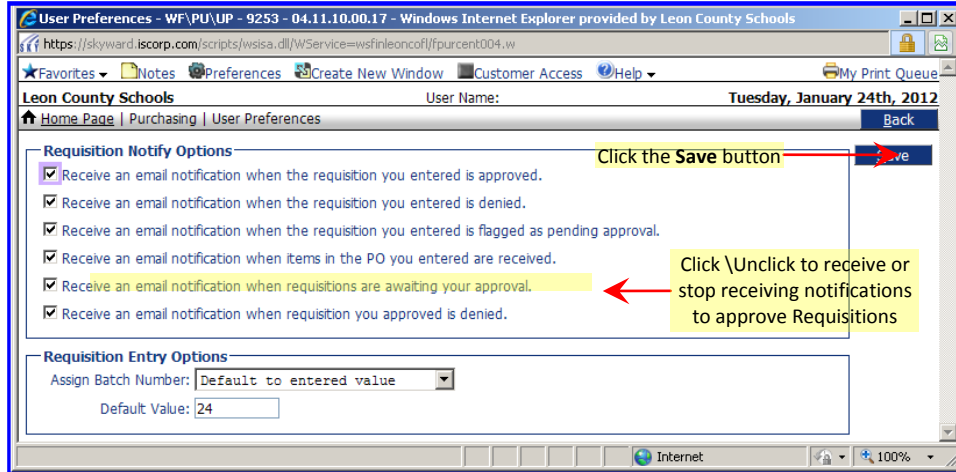 User Preferences - WF\PU\UP - 9253 - 04.11.10.00.17 - Windows Internet Explorer provided by Leon County Schools
https://skyward.iscorp.com/scripts/wsisa.dll/WService=wsfinleoncofl/fpurcent004.w
Favorites Notes Preferences Create New Window Customer Access Help My Print Queue
Leon County Schools User Name: Tuesday, January 24th, 2012
Home Page | Purchasing | User Preferences Back
Requisition Notify Options Click the Save button Save
Receive an email notification when the requisition you entered is approved.
Receive an email notification when the requisition you entered is denied.
Receive an email notification when the requisition you entered is flagged as pending approval.
Receive an email notification when items in the PO you entered are received.
Receive an email notification when requisitions are awaiting your approval.
Receive an email notification when requisition you approved is denied.
Click \Unclick to receive or
stop receiving notifications
to approve Requisitions
Requisition Entry Options
Assign Batch Number: Default to entered value
Default Value: 24
Internet 100%